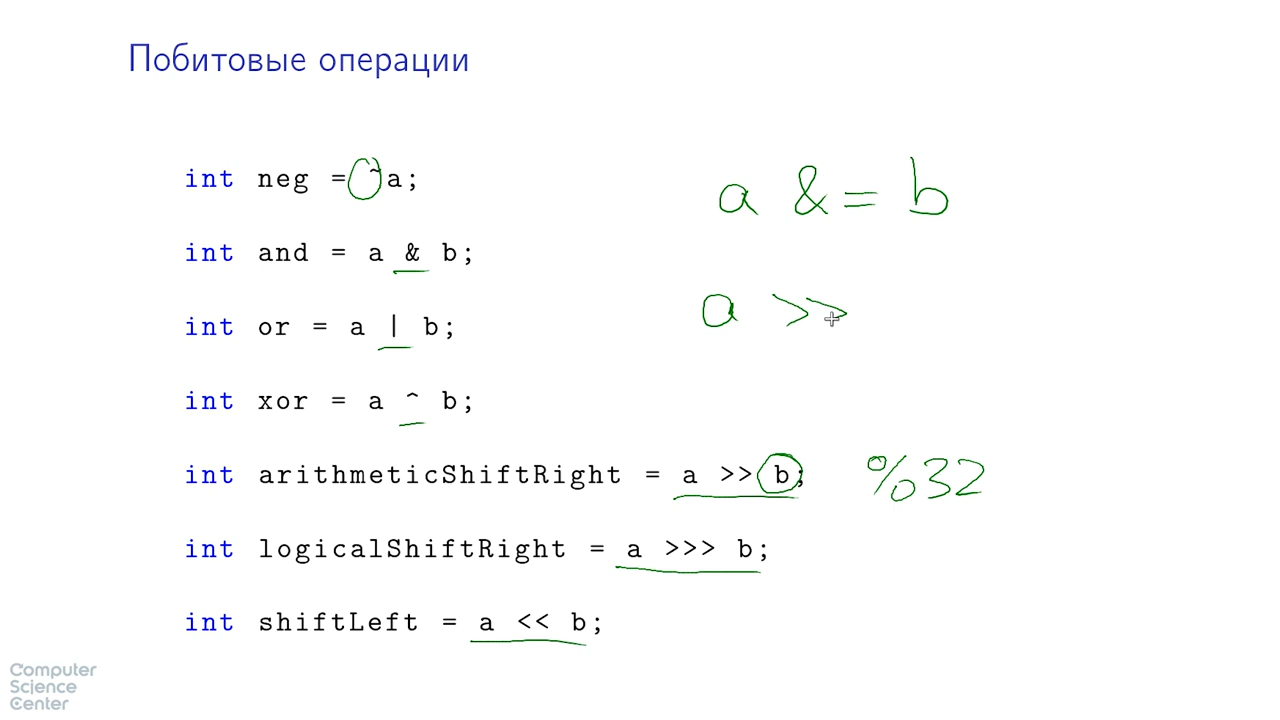 Побитовые операции
int neg = ~a;
a &= b
int and = a & b;
a >>
int or = a | b;
int xor = a ^ b;
int arithmeticShiftRight = a >> b; %32
int logicalShiftRight = a >>> b;
int shiftLeft = a << b;
Computer
Science
Center